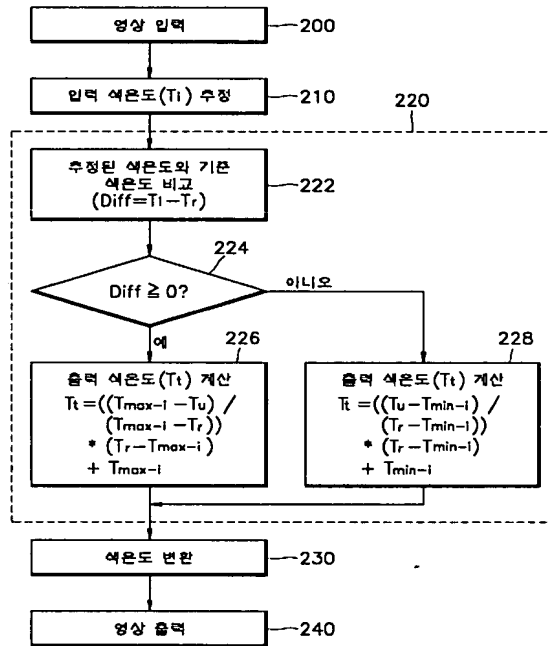 영상 입력
200
입력 색온도(Ti) 추정
210
220
추정된 색온도와 기준
색온도 비교
(Diff=Ti-Tr)
222
224
Diff ≧ 0?
아니오
예
226
228
출력 색온도(Tt) 계산
Tt =((Tmax-i -Tu) /
(Tmax-i -Tr))
* (Tr-Tmax-i)
+ Tmax-i
출력 색온도(Tt) 계산
Tt =((Tu-Tmin-i) /
(Tr-Tmin-i))
* (Tr-Tmin-i)
+ Tmin-i
색온도 변환
230
영상 출력
240